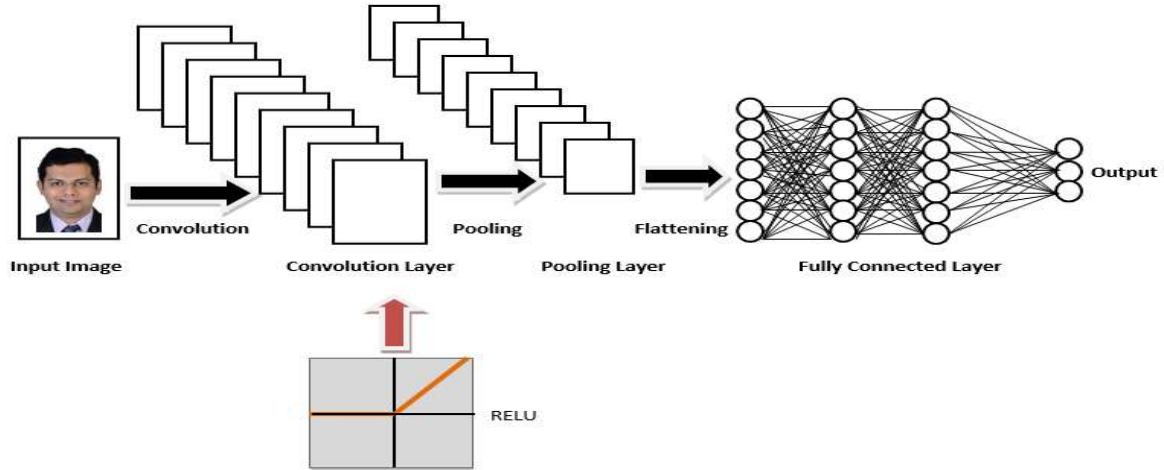 Output
Convolution
Pooling
Flattening
Input Image
Convolution Layer
Pooling Layer
Fully Connected Layer
RELU